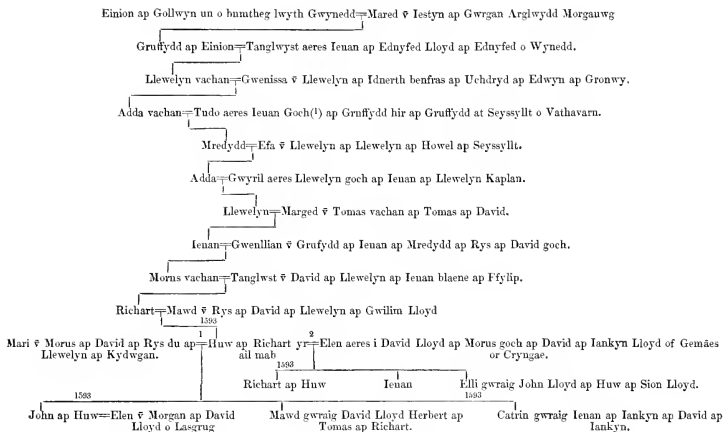 Einion ap Gollwyn un o bumtheg lwyth Gwynedd=Mared ṽ Iestyn ap Gwrgan Arglwydd Morgauwg
Gruffydd ap Einion=Tanglwyst aeres Ieuan ap Ednyfed Lloyd ap Ednyfed o Wynedd.
Llewelyn vachan=Gwenissa ṽ Llewelyn ap Idnerth benfras ap Uchdryd ap Edwyn ap Gronwy.
Adda vachan=Tudo aeres Ieuan Goch(¹) ap Gruffydd hir ap Gruffydd at Seyssyllt o Vathavarn.
Mredydd=Efa ṽ Llewelyn ap Llewelyn ap Howel ap Seyssyllt.
Adda=Gwyril aeres Llewelyn goch ap Ieuan ap Llewelyn Kaplan.
Llewelyn=Marged ṽ Tomas vachan ap Tomas ap David.
Ieuan=Gwenllian ṽ Grufydd ap Ieuan ap Mredydd ap Rys ap David goch.
Morus vachan=Tanglwst ṽ David ap Llewelyn ap Ieuan blaene ap Ffylip.
Richart=Mawd ṽ Rys ap David ap Llewelyn ap Gwilim Lloyd
1593
1 2
Mari ṽ Morus ap David ap Rys du ap=Huw ap Richart yr=Elen aeres i David Lloyd ap Morus goch ap David ap Iankyn Lloyd of Gemäes
Llewelyn ap Kydwgan. ail mab or Cryngae.
1593
Richart ap Huw Ieuan Elli gwraig John Lloyd ap Huw ap Sion Lloyd.
1593 1593
John ap Huw=Elen ṽ Morgan ap David Mawd gwraig David Lloyd Herbert ap Catrin gwraig Ieuan ap Iankyn ap David ap
Lloyd o Lasgrug Tomas ap Richart. Iankyn.